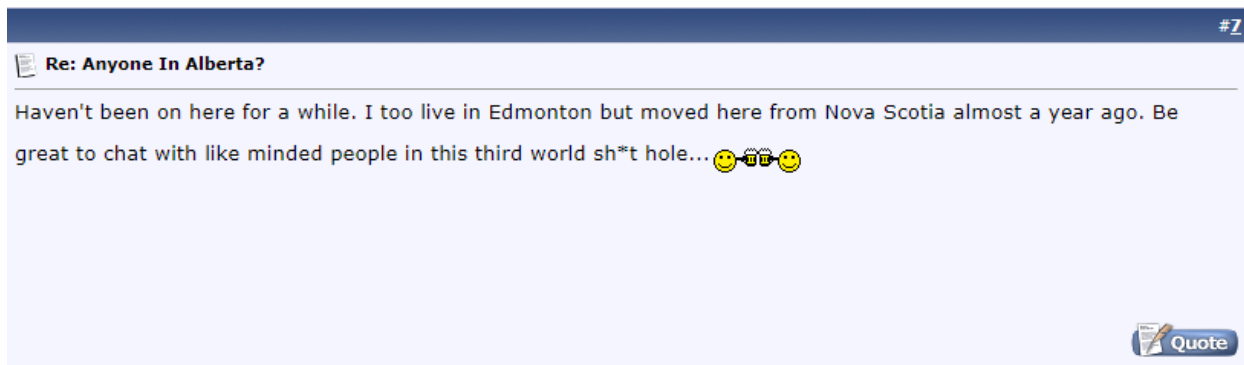 #7
Re: Anyone In Alberta?
Haven't been on here for a while. I too live in Edmonton but moved here from Nova Scotia almost a year ago. Be
great to chat with like minded people in this third world sh*t hole...
Quote